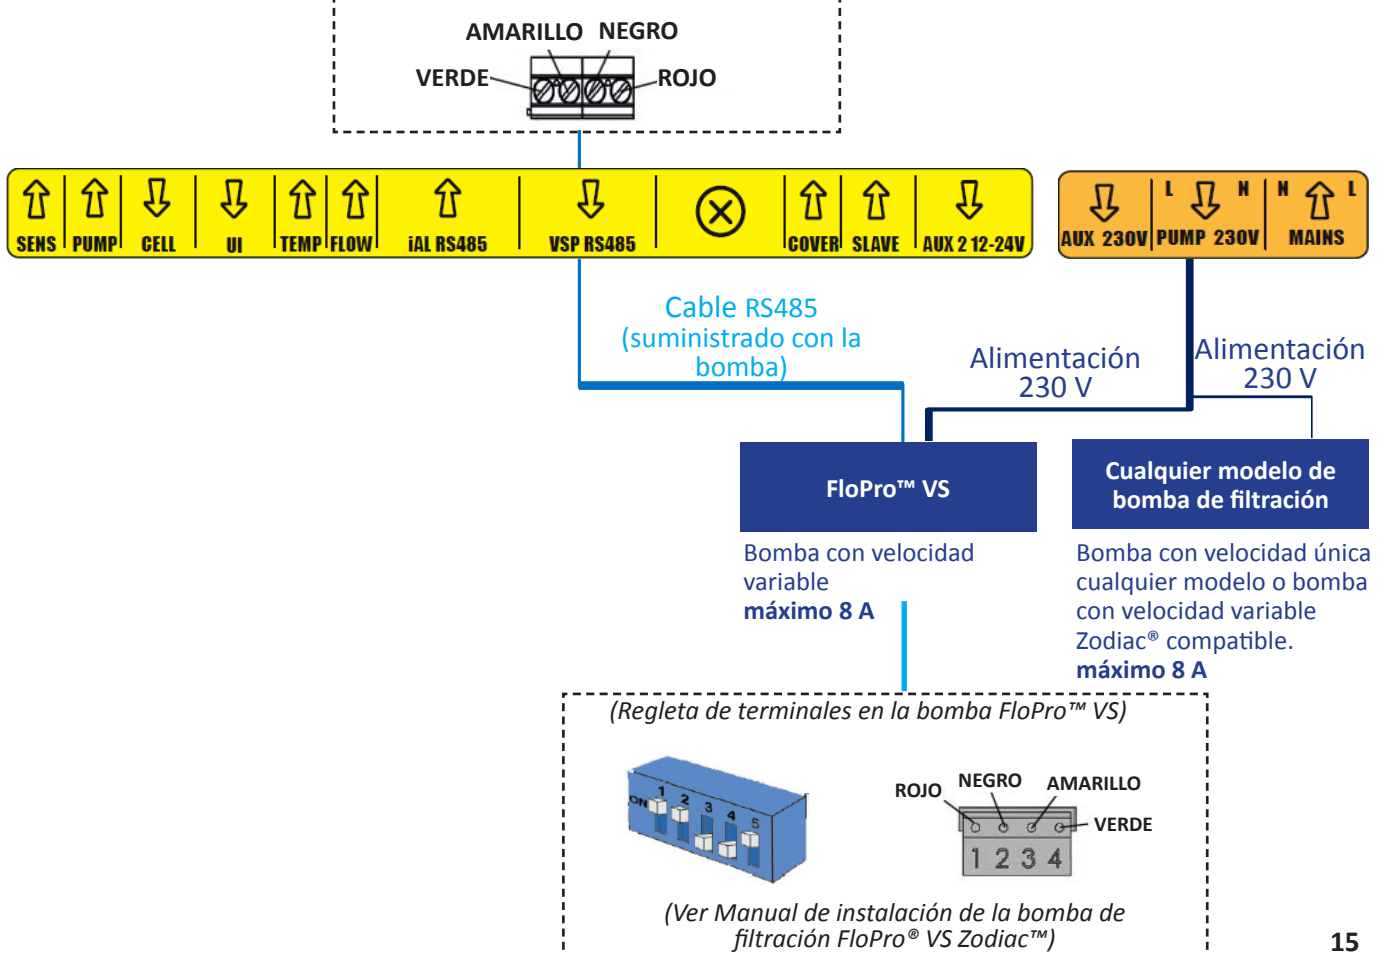 AMARILLO NEGRO
VERDE ROJO
SENS PUMP CELL UI TEMP FLOW iAL RS485 VSP RS485 COVER SLAVE AUX 2 12-24V
L N N L
AUX 230V PUMP 230V MAINS
Cable RS485
(suministrado con la
bomba)
Alimentación
230 V
Alimentación
230 V
FloPro™ VS
Cualquier modelo de
bomba de filtración
Bomba con velocidad
variable
máximo 8 A
Bomba con velocidad única
cualquier modelo o bomba
con velocidad variable
Zodiac® compatible.
máximo 8 A
(Regleta de terminales en la bomba FloPro™ VS)
ON 1 2 3 4 5
ROJO NEGRO AMARILLO
VERDE
1 2 3 4
(Ver Manual de instalación de la bomba de
filtración FloPro® VS Zodiac™)
15